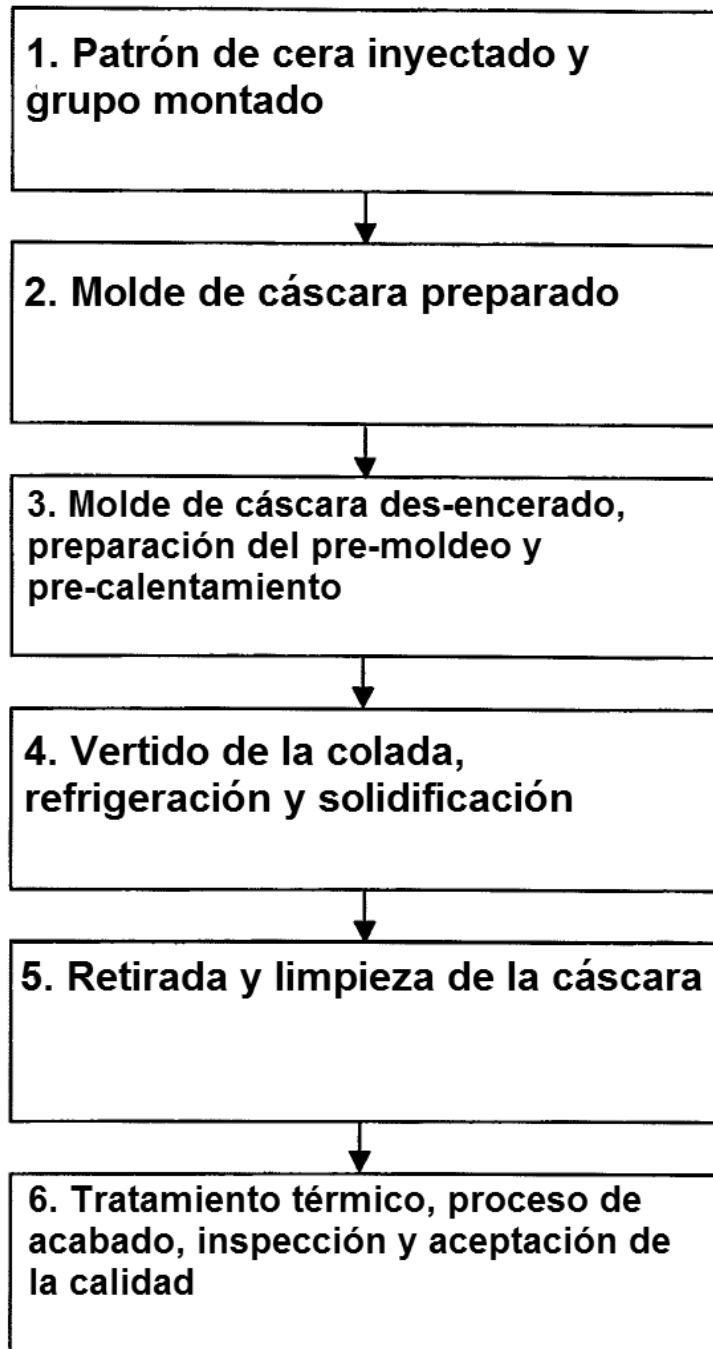 1. Patrón de cera inyectado y
grupo montado
2. Molde de cáscara preparado
3. Molde de cáscara des-encerado,
preparación del pre-moldeo y
pre-calentamiento
4. Vertido de la colada,
refrigeración y solidificación
5. Retirada y limpieza de la cáscara
6. Tratamiento térmico, proceso de
acabado, inspección y aceptación de
la calidad